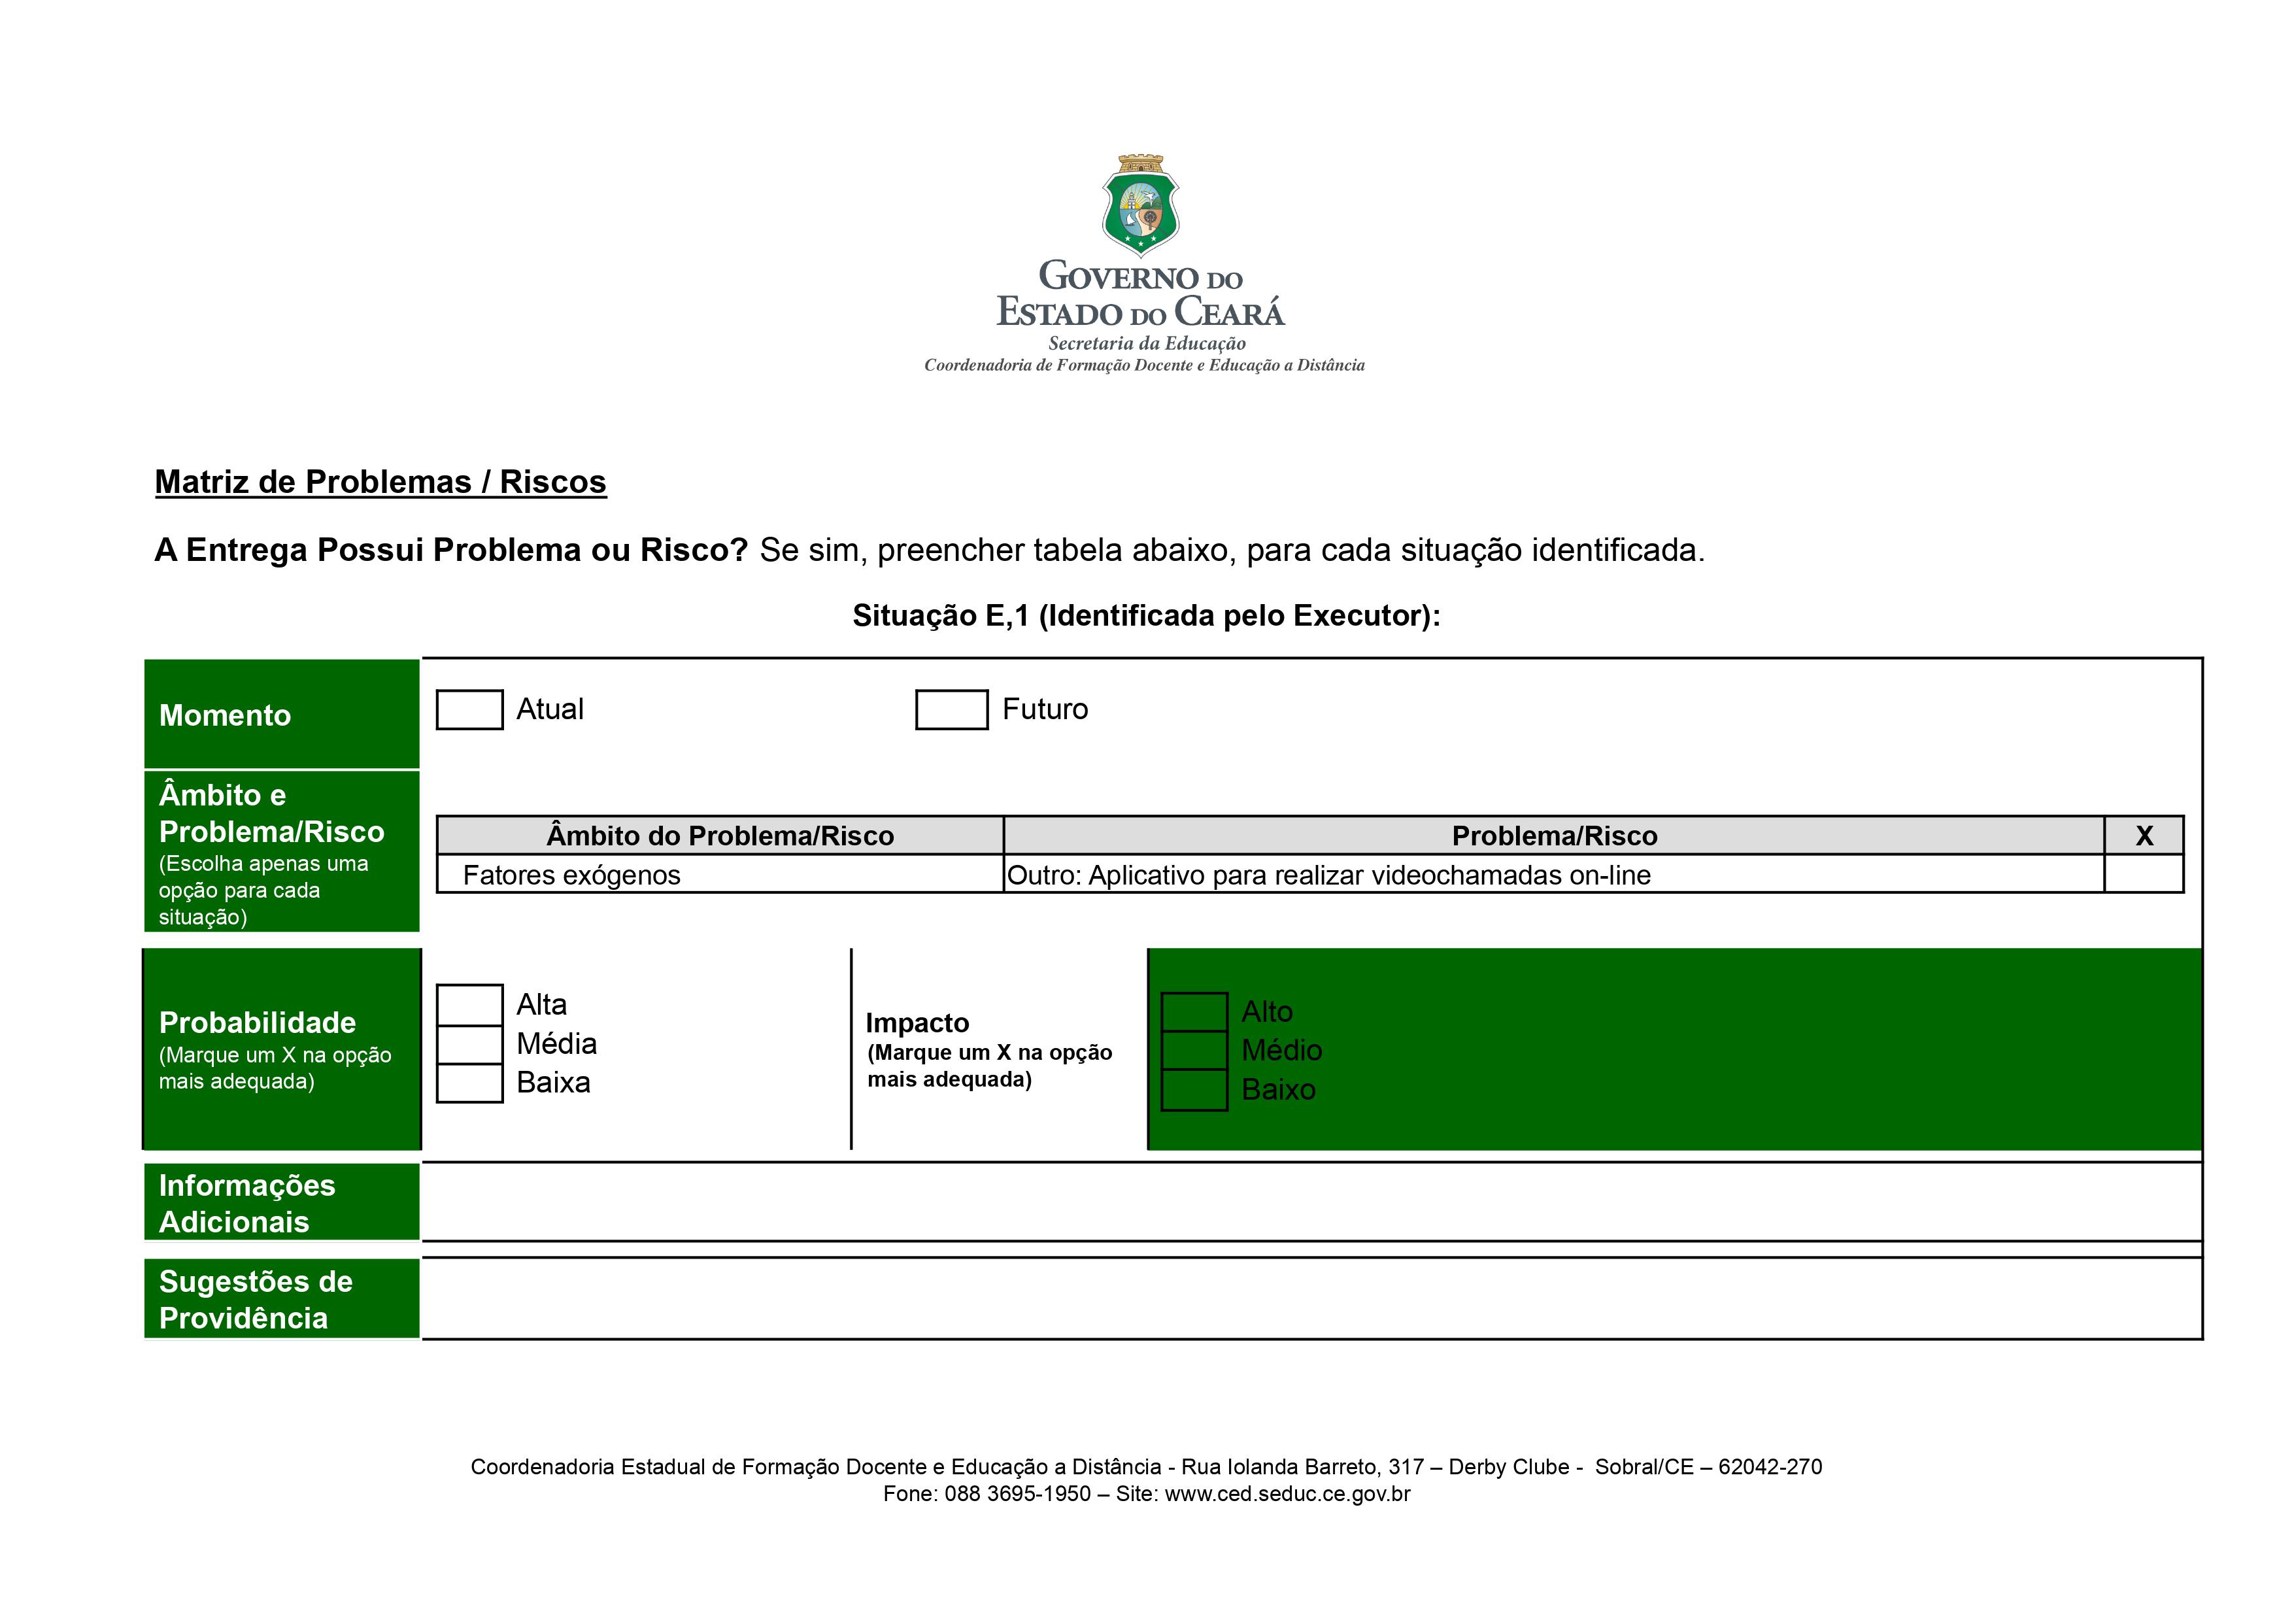 GOVERNO DO
ESTADO DO CEARÁ
Secretaria da Educação
Coordenadoria de Formação Docente e Educação a Distância
Matriz de Problemas / Riscos
A Entrega Possui Problema ou Risco? Se sim, preencher tabela abaixo, para cada situação identificada.
Situação E,1 (Identificada pelo Executor):
Momento
Atual
Futuro
Âmbito e
Problema/Risco
(Escolha apenas uma
opção para cada
situação)
Âmbito do Problema/Risco
Problema/Risco
X
Fatores exógenos
Outro: Aplicativo para realizar videochamadas on-line
Probabilidade
(Marque um X na opção
mais adequada)
Alta
Média
Baixa
Impacto
(Marque um X na opção
mais adequada)
Alto
Médio
Baixo
Informações
Adicionais
Sugestões de
Providência
Coordenadoria Estadual de Formação Docente e Educação a Distância - Rua Iolanda Barreto, 317 – Derby Clube - Sobral/CE – 62042-270
Fone: 088 3695-1950 – Site: www.ced.seduc.ce.gov.br